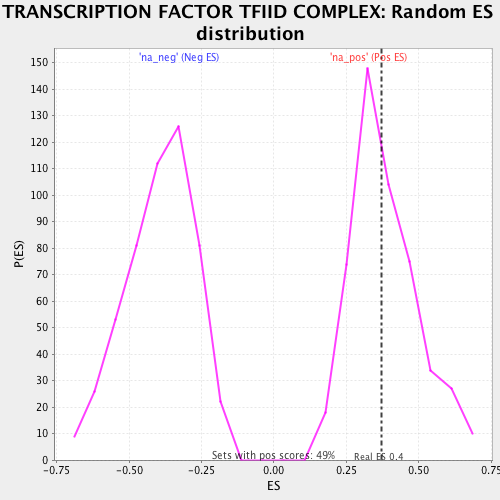 TRANSCRIPTION FACTOR TFIID COMPLEX: Random ES
distribution
'na_neg' (Neg ES)
'na_pos' (Pos ES)
150
140
130
120
110
100
90
80
70
60
50
40
30
20
10
0
P(ES)
Sets with pos scores: 49%
Real ES 0.4
-0.75
-0.50
-0.25
0.00
0.25
0.50
0.75
ES